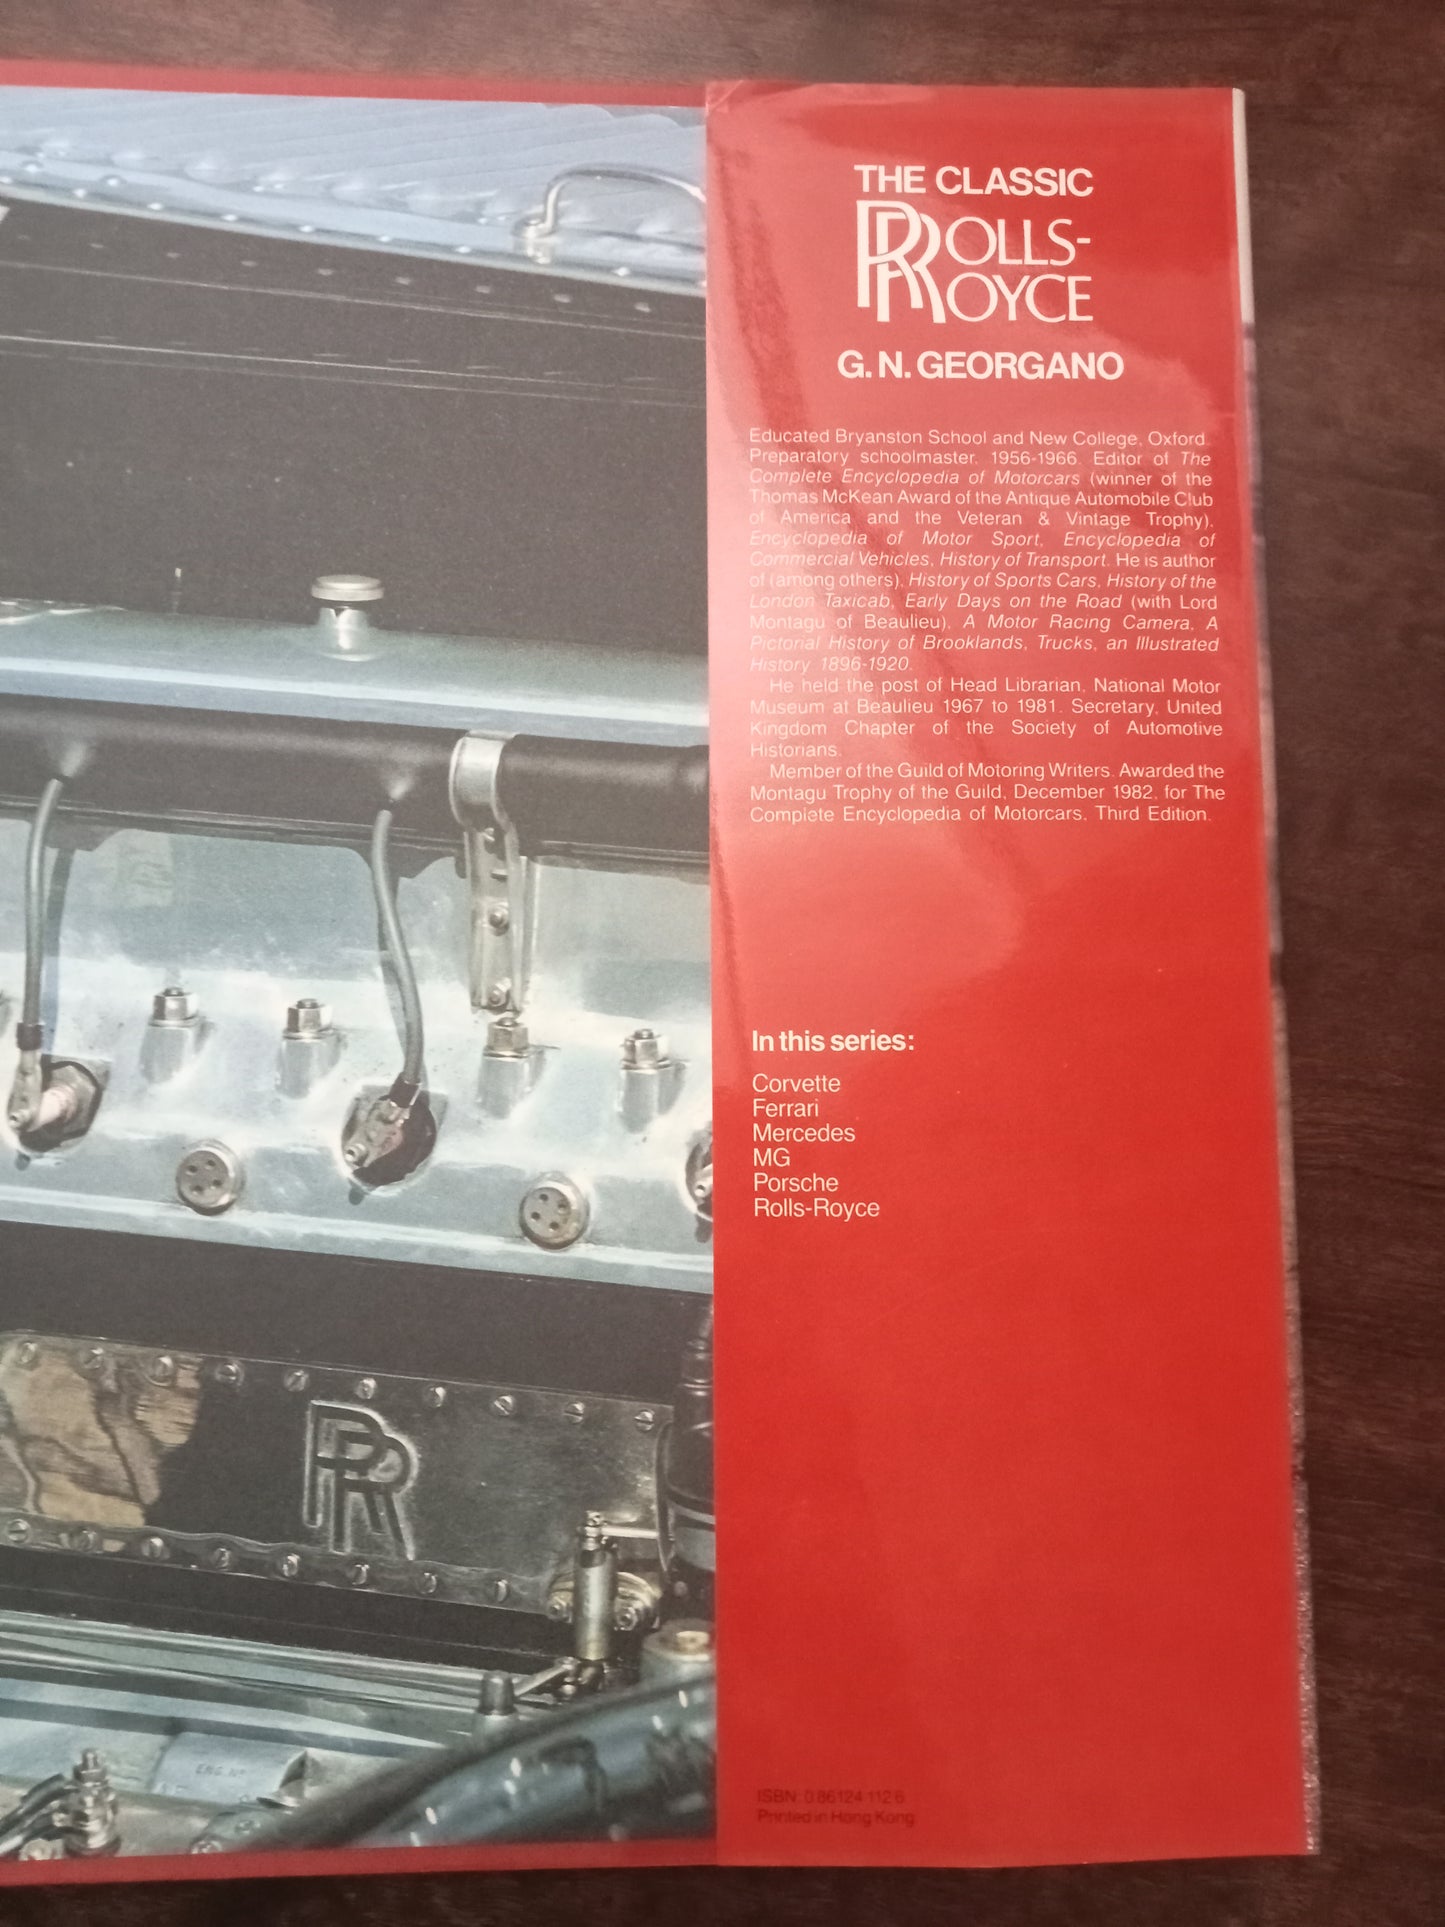 THE CLASSIC
ROLLS-
ROYCE
G. N. GEORGANO
Educated Bryanston School and New College, Oxford.
Preparatory schoolmaster, 1956-1966. Editor of The
Complete Encyclopedia of Motorcars (winner of the
Thomas McKean Award of the Antique Automobile Club
of America and the Veteran & Vintage Trophy),
Encyclopedia of Motor Sport, Encyclopedia of
Commercial Vehicles, History of Transport. He is author
of (among others), History of Sports Cars, History of the
London Taxicab, Early Days on the Road (with Lord
Montagu of Beaulieu), A Motor Racing Camera, A
Pictorial History of Brooklands, Trucks, an Illustrated
History 1896-1920.
He held the post of Head Librarian, National Motor
Museum at Beaulieu 1967 to 1981. Secretary, United
Kingdom Chapter of the Society of Automotive
Historians.
Member of the Guild of Motoring Writers. Awarded the
Montagu Trophy of the Guild, December 1982, for The
Complete Encyclopedia of Motorcars, Third Edition.
In this series:
Corvette
Ferrari
Mercedes
MG
Porsche
Rolls-Royce
RR
ENG. No
ISBN: 0 86124 112 6
Printed in Hong Kong